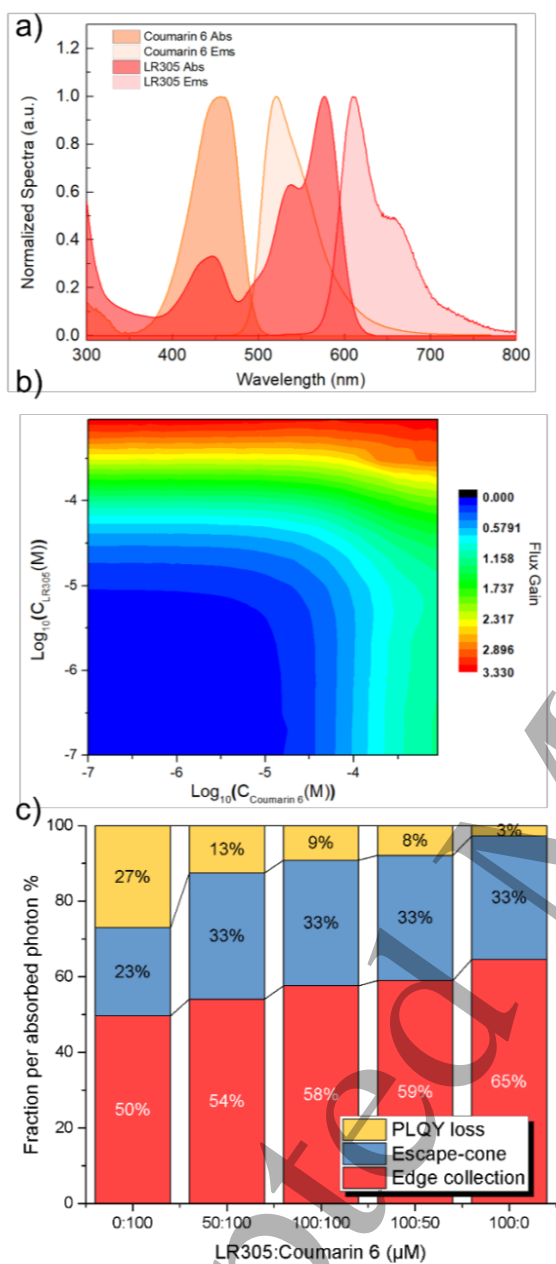 a)
Coumarin 6 Abs
Coumarin 6 Ems
LR305 Abs
LR305 Ems
Normalized Spectra (a.u.)
1.2
1.0
0.8
0.6
0.4
0.2
0.0
300 400 500 600 700 800
Wavelength (nm)
b)
Log10(C LR305(M))
-4
-5
-6
-7
-7 -6 -5 -4
Log10(C Coumarin 6(M))
0.000
0.5791
1.158
1.737
2.317
2.896
3.330
Flux Gain
c)
Fraction per absorbed photon %
100
80
60
40
20
0
27% 13% 9% 8% 3%
23% 33% 33% 33% 33%
50% 54% 58% 59% 65%
PLQY loss
Escape-cone
Edge collection
0:100 50:100 100:100 100:50 100:0
LR305:Coumarin 6 (µM)